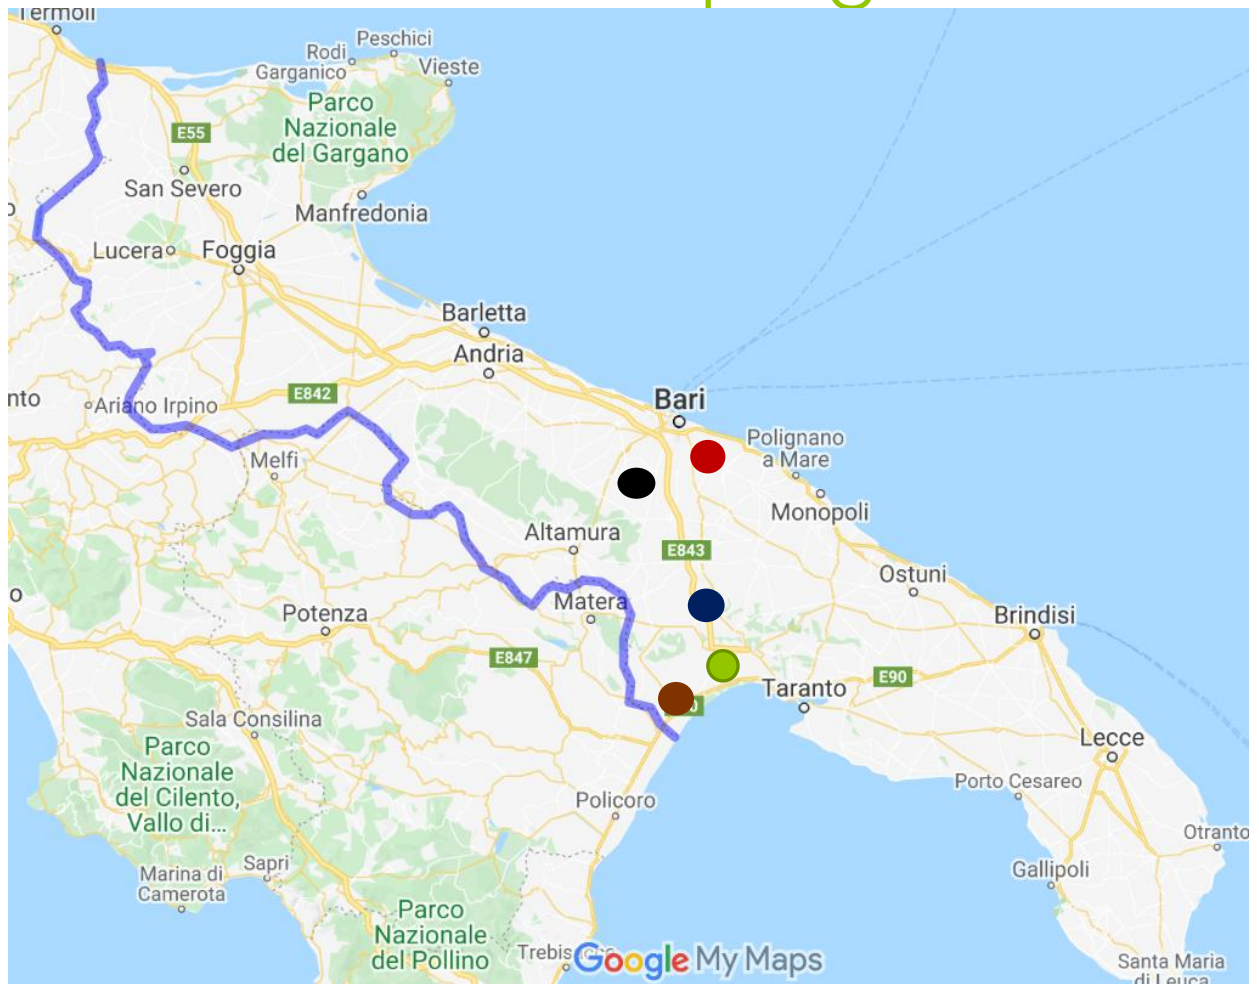 Termoli
Peschici
Rodi
Garganico
Vieste
Parco
Nazionale
del Gargano
E55
San Severo
Manfredonia
Lucera
Foggia
Barletta
Andria
E842
nto
Ariano Irpino
Bari
Polignano
a Mare
Melfi
Monopoli
Altamura
E843
Ostuni
Matera
Potenza
Brindisi
E847
Taranto
E90
Sala Consilina
Parco
Nazionale
del Cilento,
Vallo di...
Lecce
Porto Cesareo
Policoro
Otranto
Sapri
Marina di
Camerota
Gallipoli
Parco
Nazionale
del Pollino
Google My Maps
Santa Maria
di Leuca